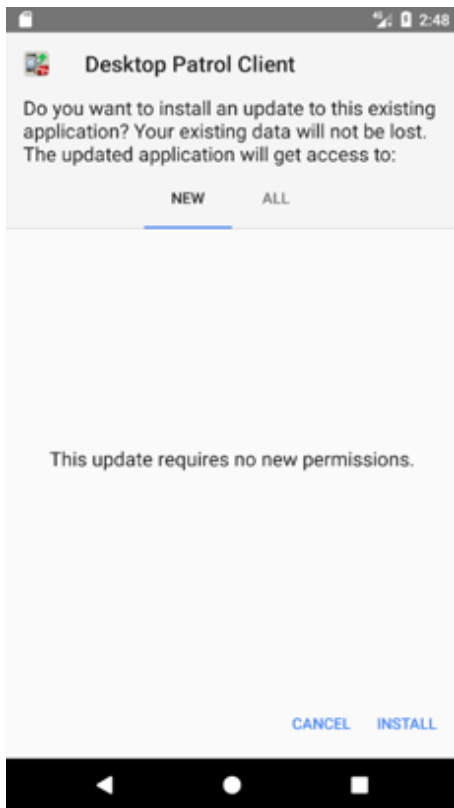 2:48
Desktop Patrol Client
Do you want to install an update to this existing
application? Your existing data will not be lost.
The updated application will get access to:
NEW ALL
This update requires no new permissions.
CANCEL INSTALL